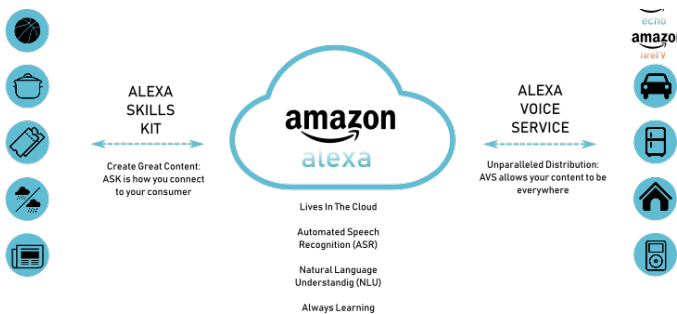 ALEXA
SKILLS
KIT
Create Great Content:
ASK is how you connect
to your consumer
amazon
alexa
Lives In The Cloud
Automated Speech
Recognition (ASR)
Natural Language
Understandig (NLU)
Always Learning
ALEXA
VOICE
SERVICE
Unparalleled Distribution:
AVS allows your content to be
everywhere
echo
amazo
fireTV